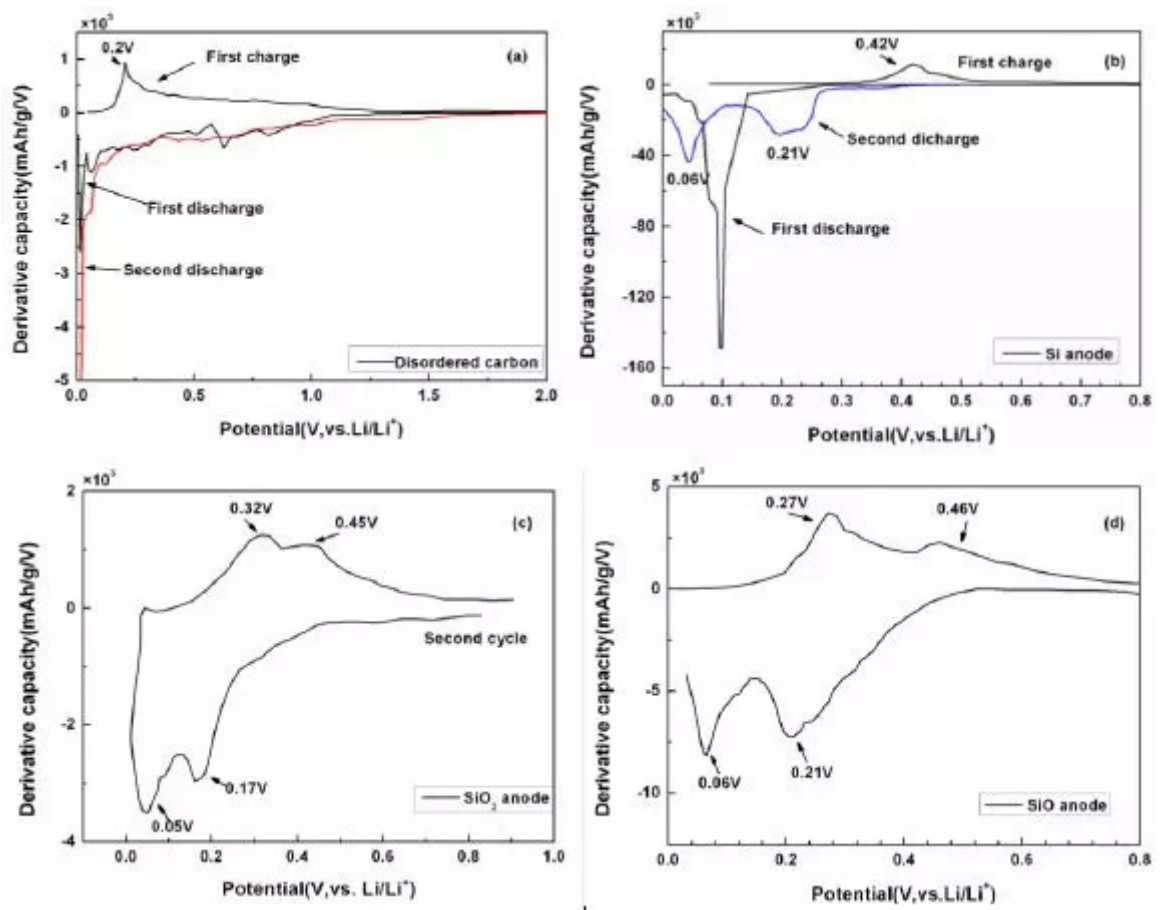 ×10³
0.2V
First charge
(a)
1
0
-1
-2
-3
-4
-5
First discharge
Second discharge
Disordered carbon
0.0 0.5 1.0 1.5 2.0
Potential(V,vs.Li/Li⁺)
Derivative capacity(mAh/g/V)
×10³
0.42V
(b)
First charge
0
-40
-80
-120
-160
Second dicharge
0.21V
0.06V
First discharge
Si anode
0.0 0.1 0.2 0.3 0.4 0.5 0.6 0.7 0.8
Potential(V,vs.Li/Li⁺)
Derivative capacity(mAh/g/V)
×10³
2
0
-2
-4
0.32V
0.45V
(c)
Second cycle
0.17V
0.05V
SiO₂ anode
0.0 0.2 0.4 0.6 0.8 1.0
Potential(V,vs. Li/Li⁺)
Derivative capacity(mAh/g/V)
×10³
5
0
-5
-10
0.27V
0.46V
(d)
0.06V
0.21V
SiO anode
0.0 0.2 0.4 0.6 0.8
Potential(V,vs.Li/Li⁺)
Derivative capacity(mAh/g/V)